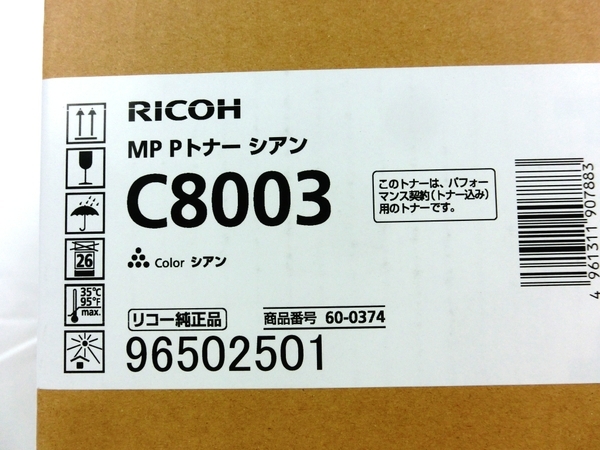 RICOH
MP Pトナー シアン
C8003
このトナーは、パフォー
マンス契約(トナー込み)
用のトナーです。
Color シアン
リコー純正品
商品番号 60-0374
96502501
26
35℃
95°F
max.
4 961311 907883